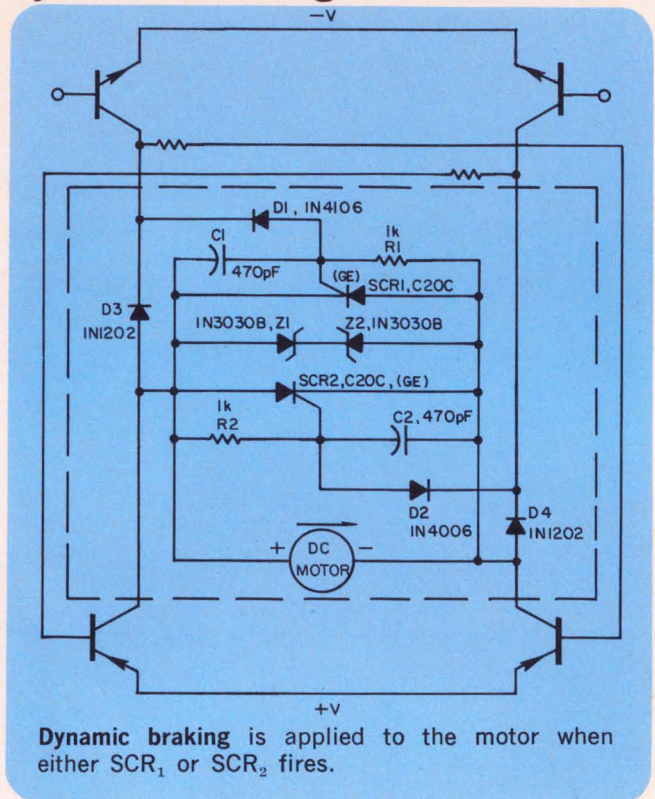 −V
D1, 1N4106
C1
470pF
1k
R1
(GE)
SCR1,C20C
D3
1N1202
1N3030B,Z1
Z2,1N3030B
SCR2,C20C,(GE)
1k
R2
C2,470pF
D2
1N4006
D4
1N1202
+
DC
MOTOR
−
+V
Dynamic braking is applied to the motor when
either SCR₁ or SCR₂ fires.